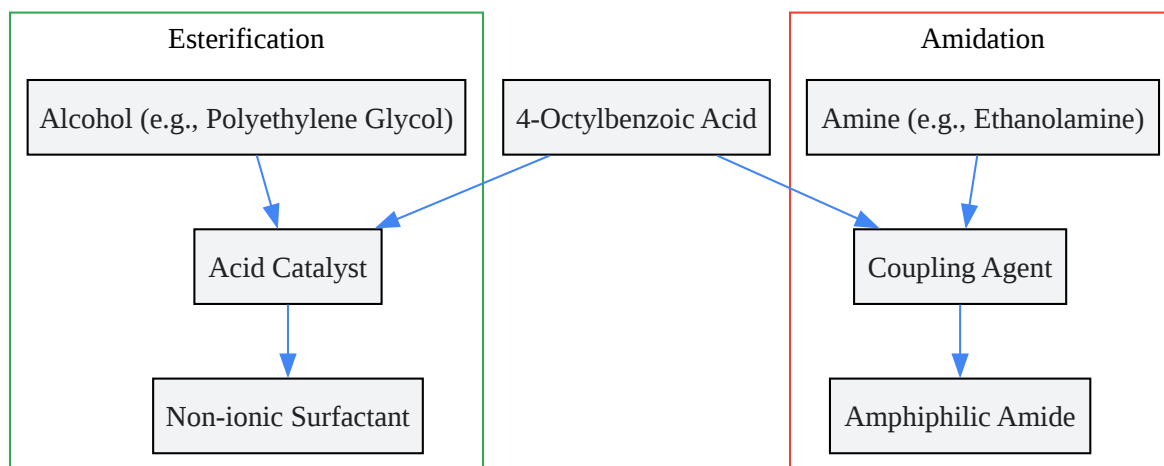 Esterification
Amidation
Alcohol (e.g., Polyethylene Glycol)
4-Octylbenzoic Acid
Amine (e.g., Ethanolamine)
Acid Catalyst
Coupling Agent
Non-ionic Surfactant
Amphiphilic Amide